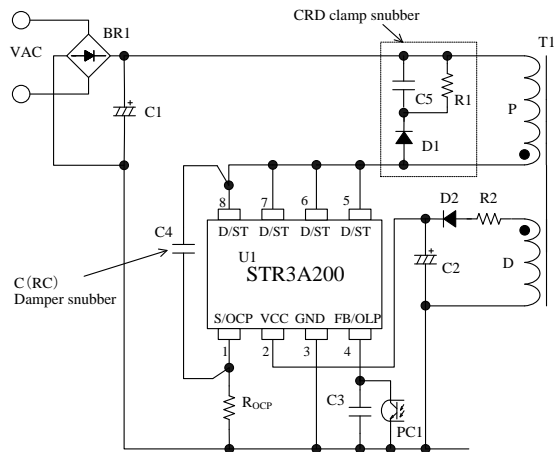 CRD clamp snubber
T1
BR1
VAC
C1
C5
R1
P
D1
8
7
6
5
D/ST
D/ST
D/ST
D/ST
C4
D2
R2
U1
STR3A200
C2
D
C（RC）
Damper snubber
S/OCP
VCC
GND
FB/OLP
1
2
3
4
C3
ROCP
PC1